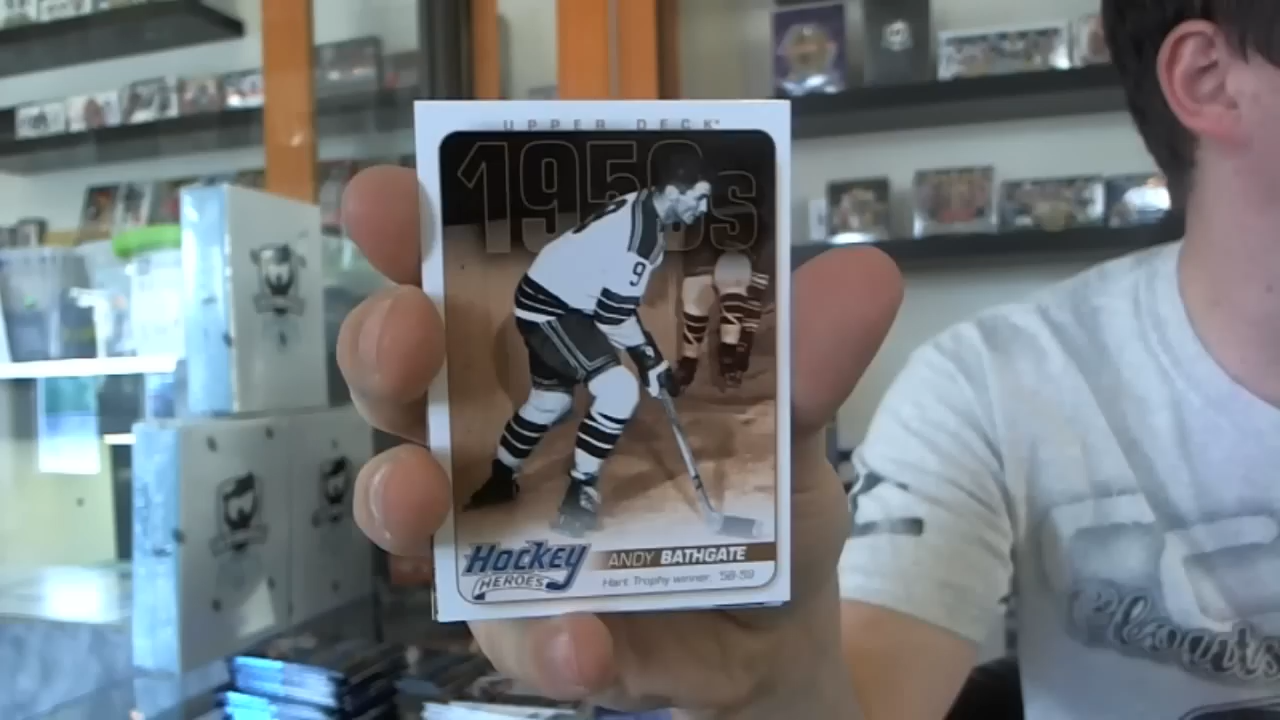 UPPER DECK
1950s
9
Hockey
HEROES
ANDY BATHGATE
Hart Trophy winner, '58-59